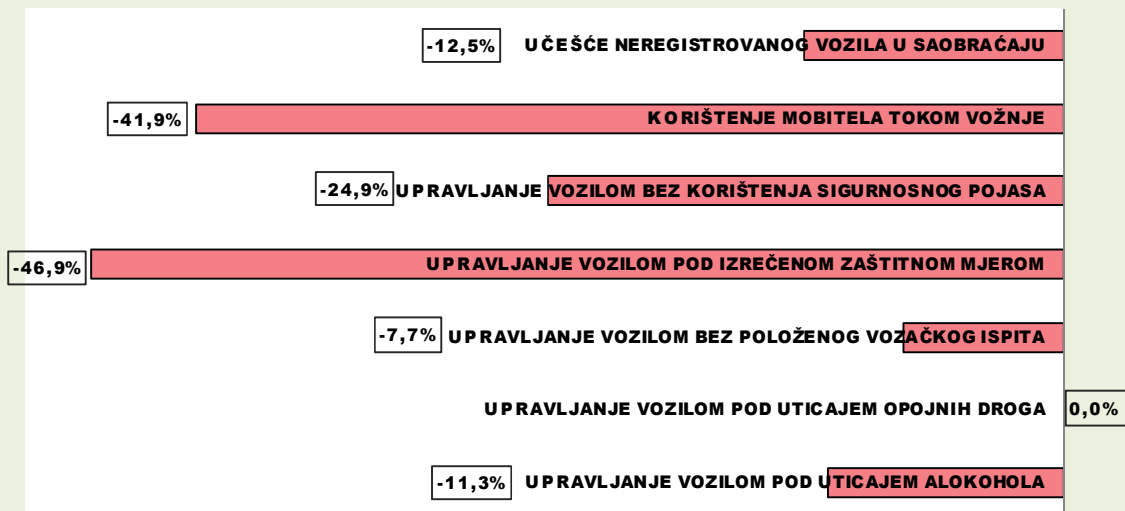 -12,5% UČEŠĆE NEREGISTROVANOG VOZILA U SAOBRAĆAJU
-41,9% KORIŠTENJE MOBITELA TOKOM VOŽNJE
-24,9% UPRAVLJANJE VOZILOM BEZ KORIŠTENJA SIGURNOSNOG POJASA
-46,9% UPRAVLJANJE VOZILOM POD IZREČENOM ZAŠTITNOM MJEROM
-7,7% UPRAVLJANJE VOZILOM BEZ POLOŽENOG VOZAČKOG ISPITA
UPRAVLJANJE VOZILOM POD UTICAJEM OPOJNIH DROGA 0,0%
-11,3% UPRAVLJANJE VOZILOM POD UTICAJEM ALOKOHOLA